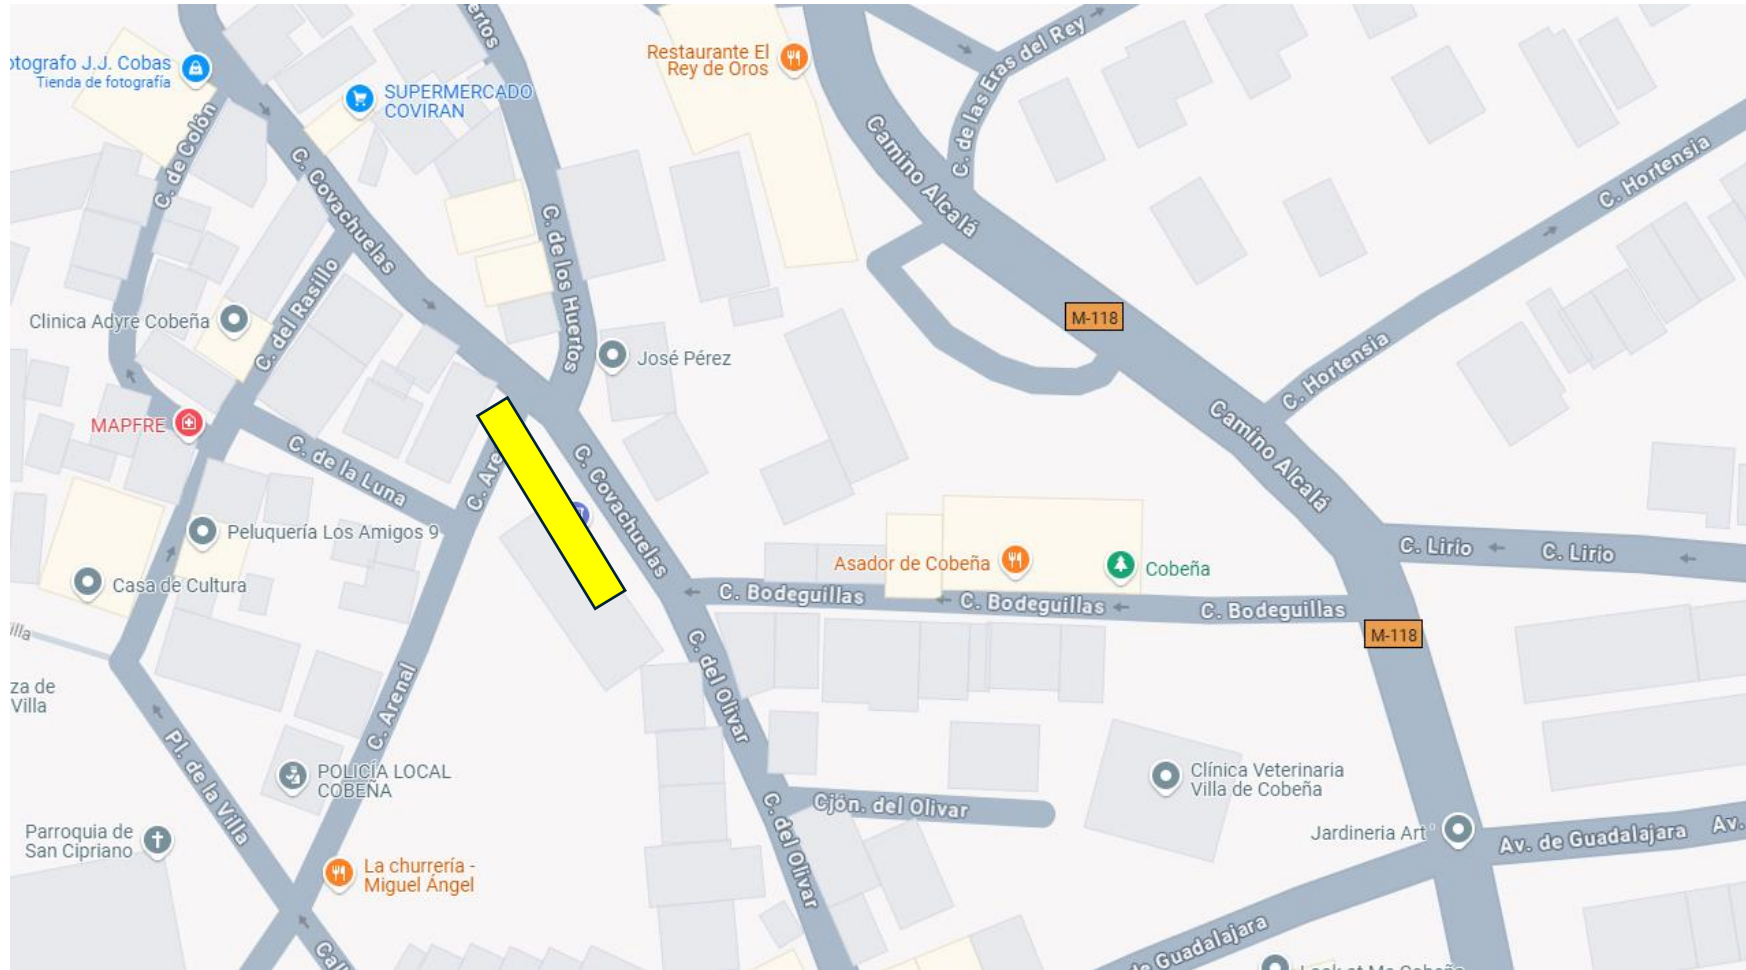 otografo J.J. Cobas
Tienda de fotografía
SUPERMERCADO
COVIRAN
Restaurante El
Rey de Oros
C. de las Eras del Rey
C. de Colón
C. Covachuelas
C. de los Huertos
Camino Alcalá
C. Hortensia
Clinica Adyre Cobeña
C. del Rasillo
José Pérez
M-118
C. Hortensia
MAPFRE
C. de la Luna
C. Covachuelas
Camino Alcalá
Peluquería Los Amigos 9
Casa de Cultura
Asador de Cobeña
Cobeña
C. Lirio
C. Lirio
C. Bodeguillas
C. Bodeguillas
C. Bodeguillas
M-118
za de
Villa
C. Arenal
C. del Olivar
Pl. de la Villa
POLICÍA LOCAL
COBEÑA
Clínica Veterinaria
Villa de Cobeña
Cjón. del Olivar
C. del Olivar
Parroquia de
San Cipriano
La churrería -
Miguel Ángel
Jardineria Art
Av. de Guadalajara
Av.
de Guadalajara